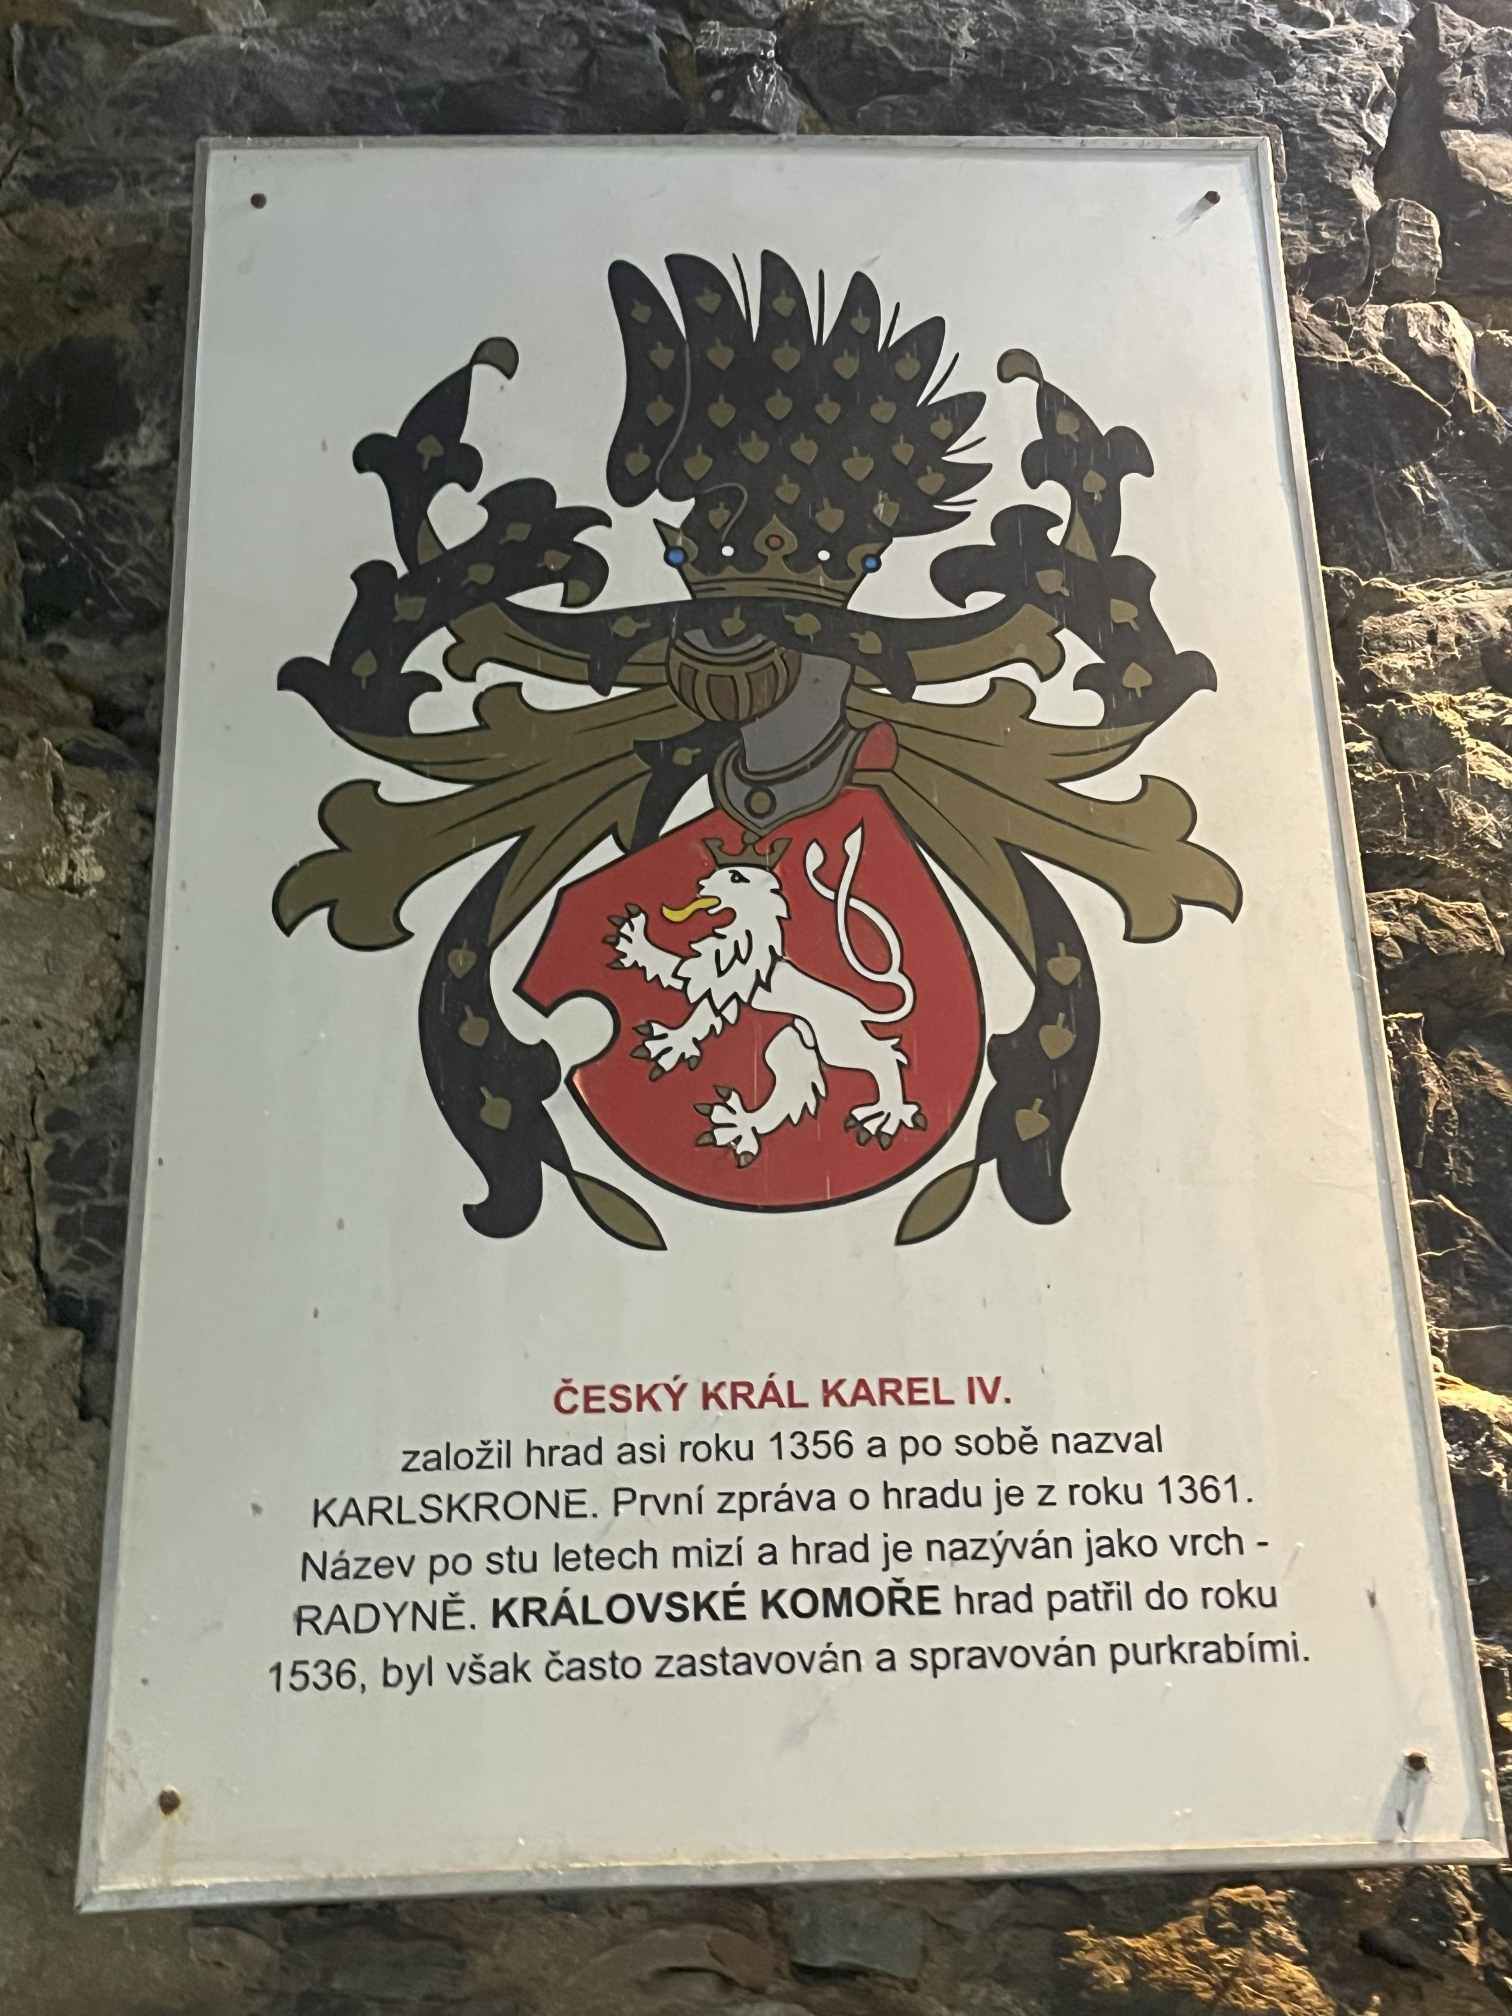 ČESKÝ KRÁL KAREL IV.
založil hrad asi roku 1356 a po sobě nazval
KARLSKRONE. První zpráva o hradu je z roku 1361.
Název po stu letech mizí a hrad je nazýván jako vrch -
RADYNĚ. KRÁLOVSKÉ KOMOŘE hrad patřil do roku
1536, byl však často zastavován a spravován purkrabími.